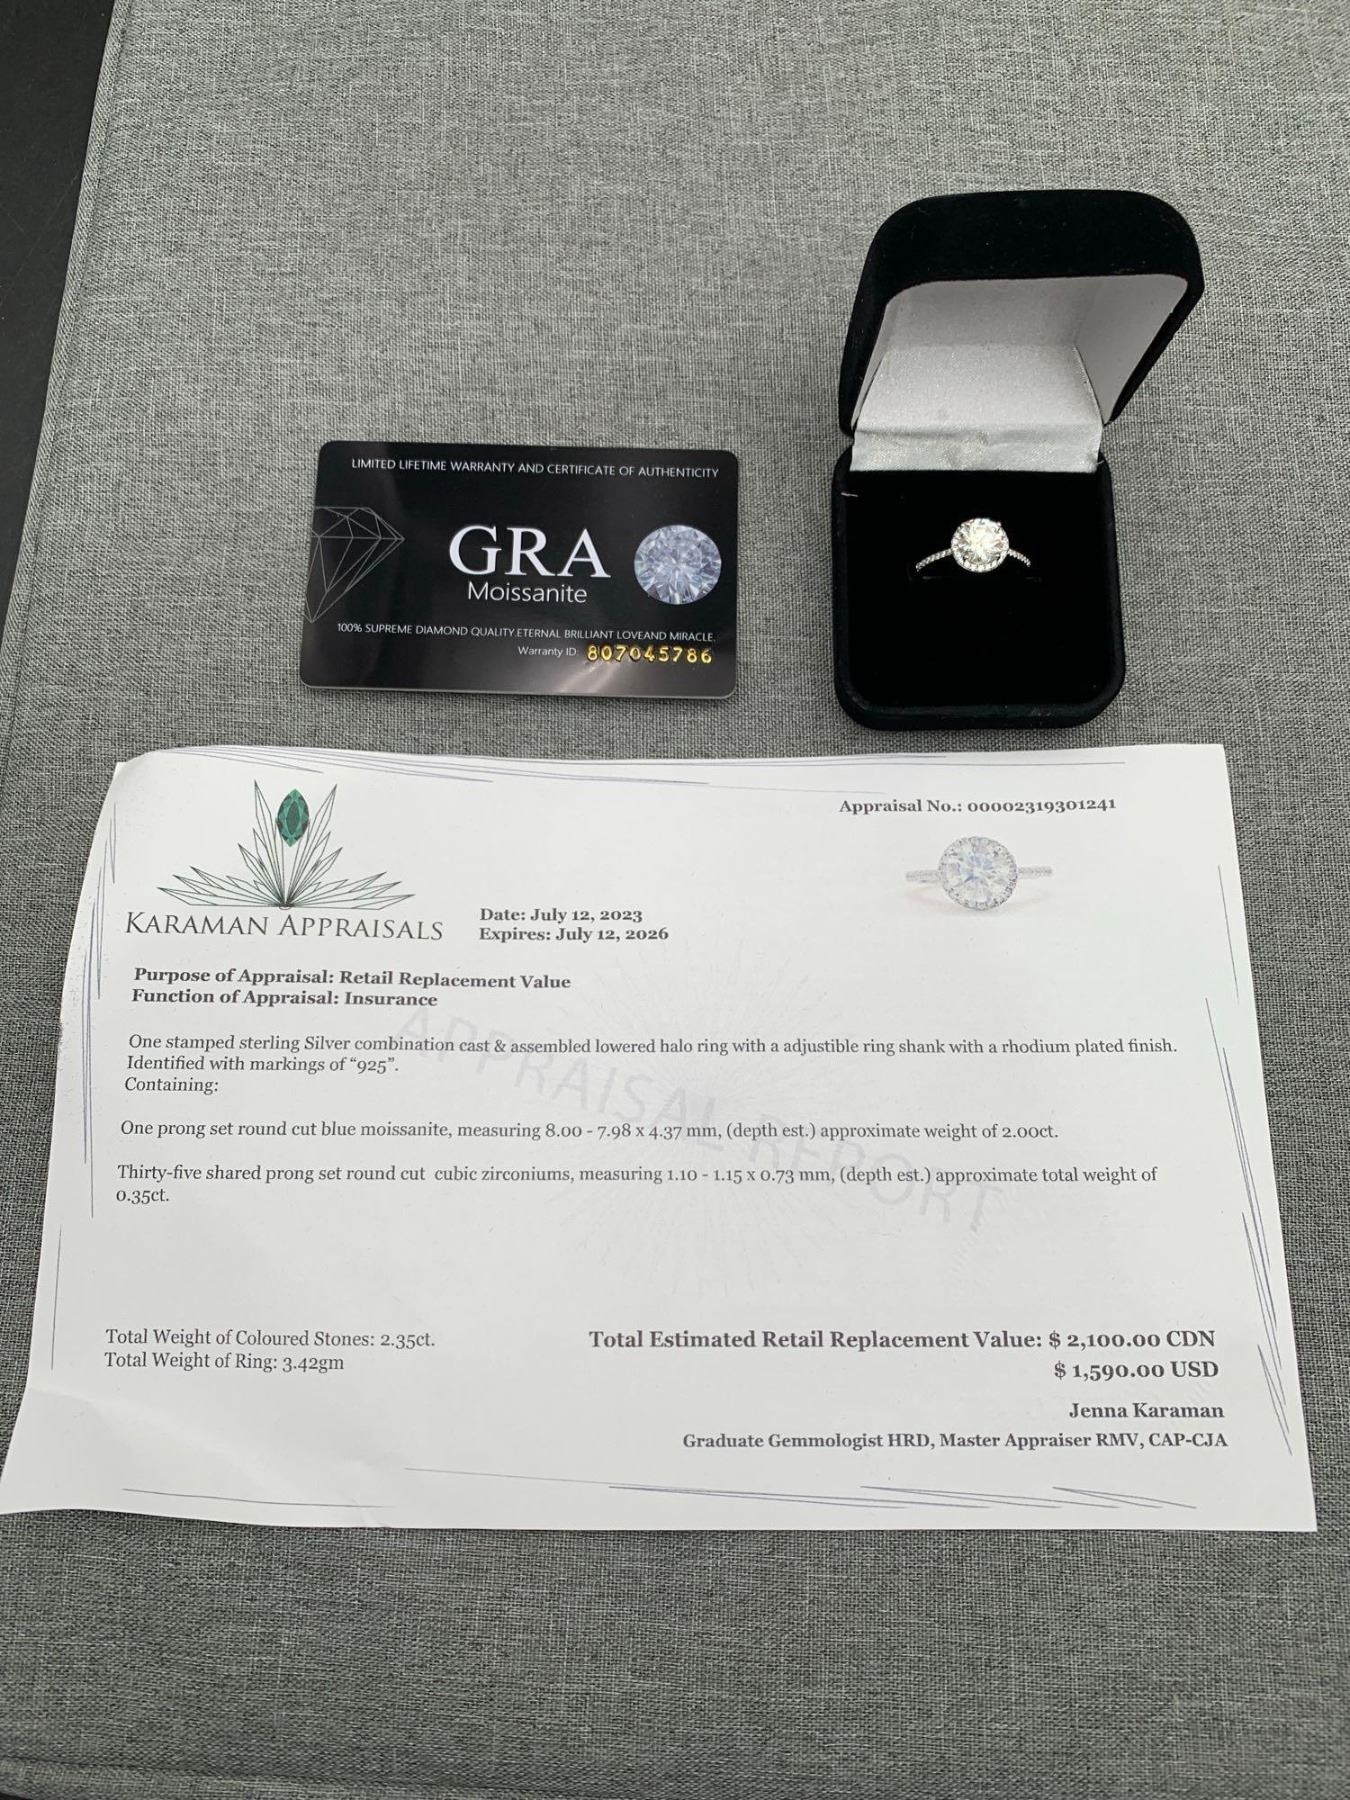 LIMITED LIFETIME WARRANTY AND CERTIFICATE OF AUTHENTICITY
GRA
Moissanite
100% SUPREME DIAMOND QUALITY.ETERNAL BRILLIANT LOVEAND MIRACLE.
Warranty ID: 807045786
Appraisal No.: 00002319301241
KARAMAN APPRAISALS
Date: July 12, 2023
Expires: July 12, 2026
Purpose of Appraisal: Retail Replacement Value
Function of Appraisal: Insurance
One stamped sterling Silver combination cast & assembled lowered halo ring with a adjustible ring shank with a rhodium plated finish.
Identified with markings of “925”.
Containing:
APPRAISAL REPORT
One prong set round cut blue moissanite, measuring 8.00 - 7.98 x 4.37 mm, (depth est.) approximate weight of 2.00ct.
Thirty-five shared prong set round cut cubic zirconiums, measuring 1.10 - 1.15 x 0.73 mm, (depth est.) approximate total weight of
0.35ct.
Total Weight of Coloured Stones: 2.35ct.
Total Weight of Ring: 3.42gm
Total Estimated Retail Replacement Value: $ 2,100.00 CDN
$ 1,590.00 USD
Jenna Karaman
Graduate Gemmologist HRD, Master Appraiser RMV, CAP-CJA